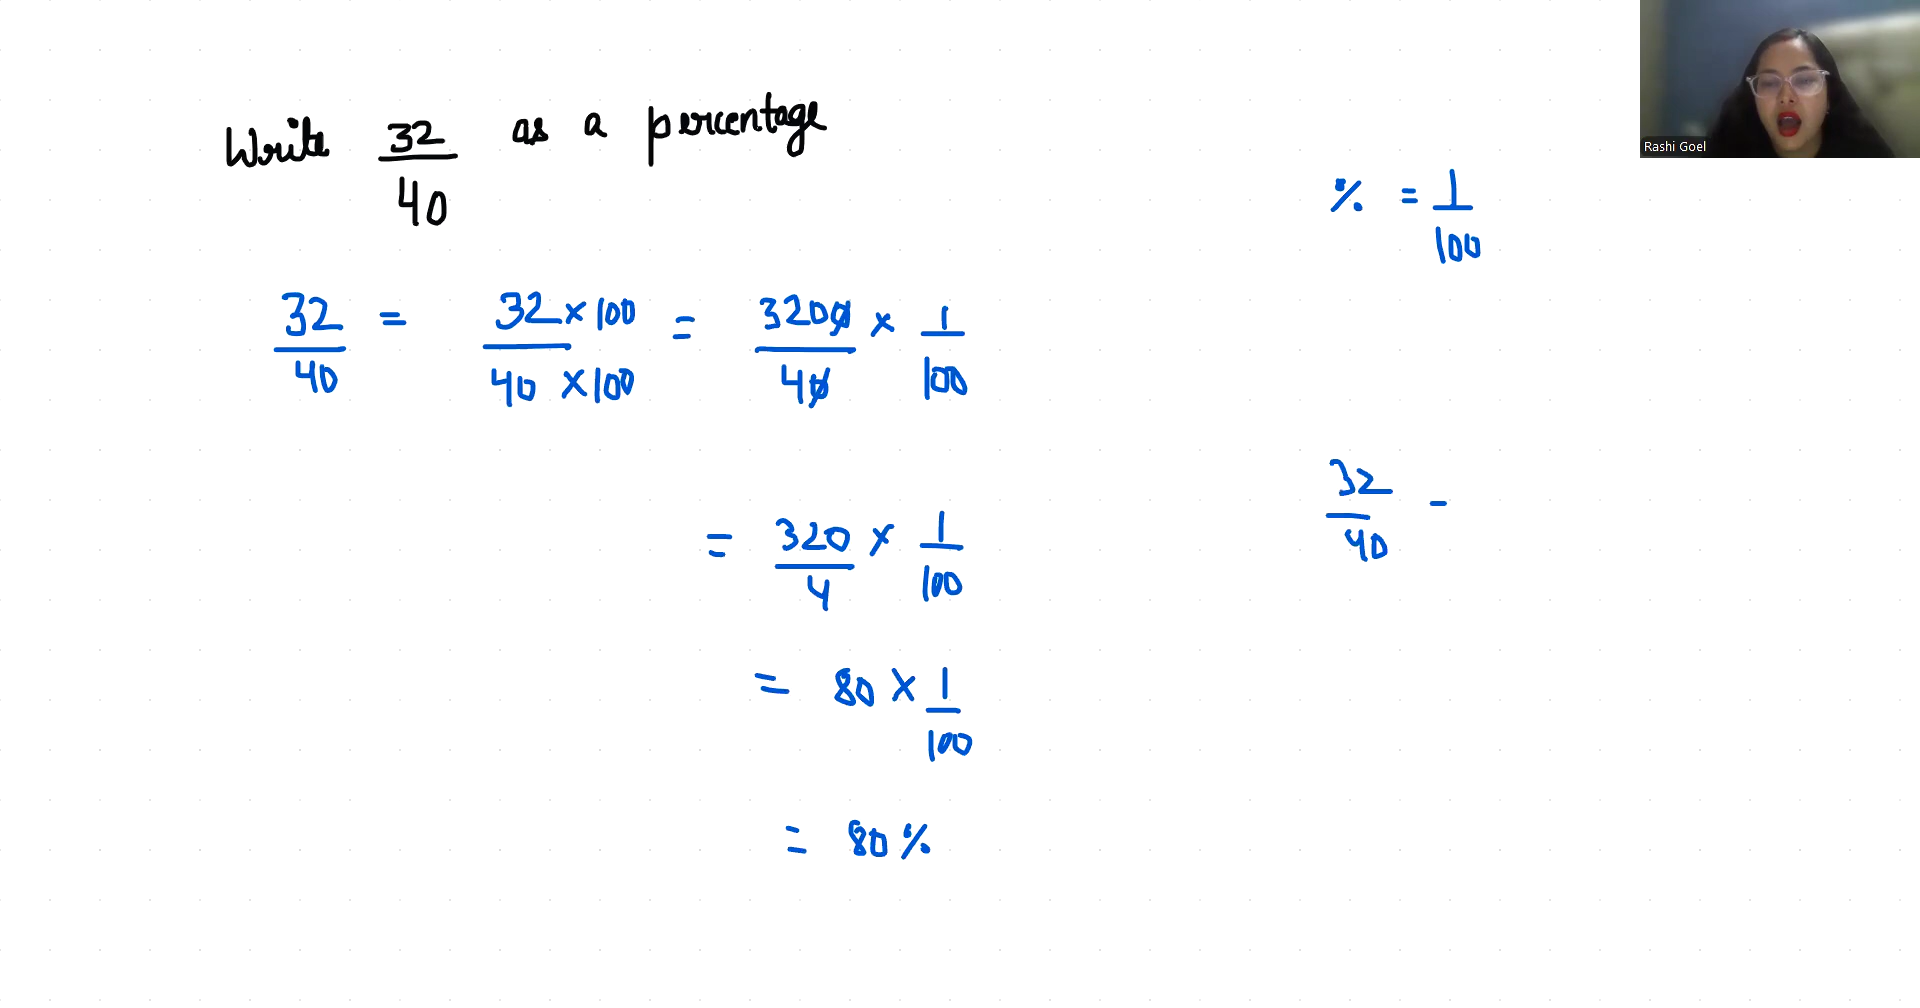 Write 32/40 as a percentage
Rashi Goel
% = 1/100
32/40 = 32 × 100 / 40 × 100 = 3200/40 × 1/100
= 320/4 × 1/100
32/40 -
= 80 × 1/100
= 80%